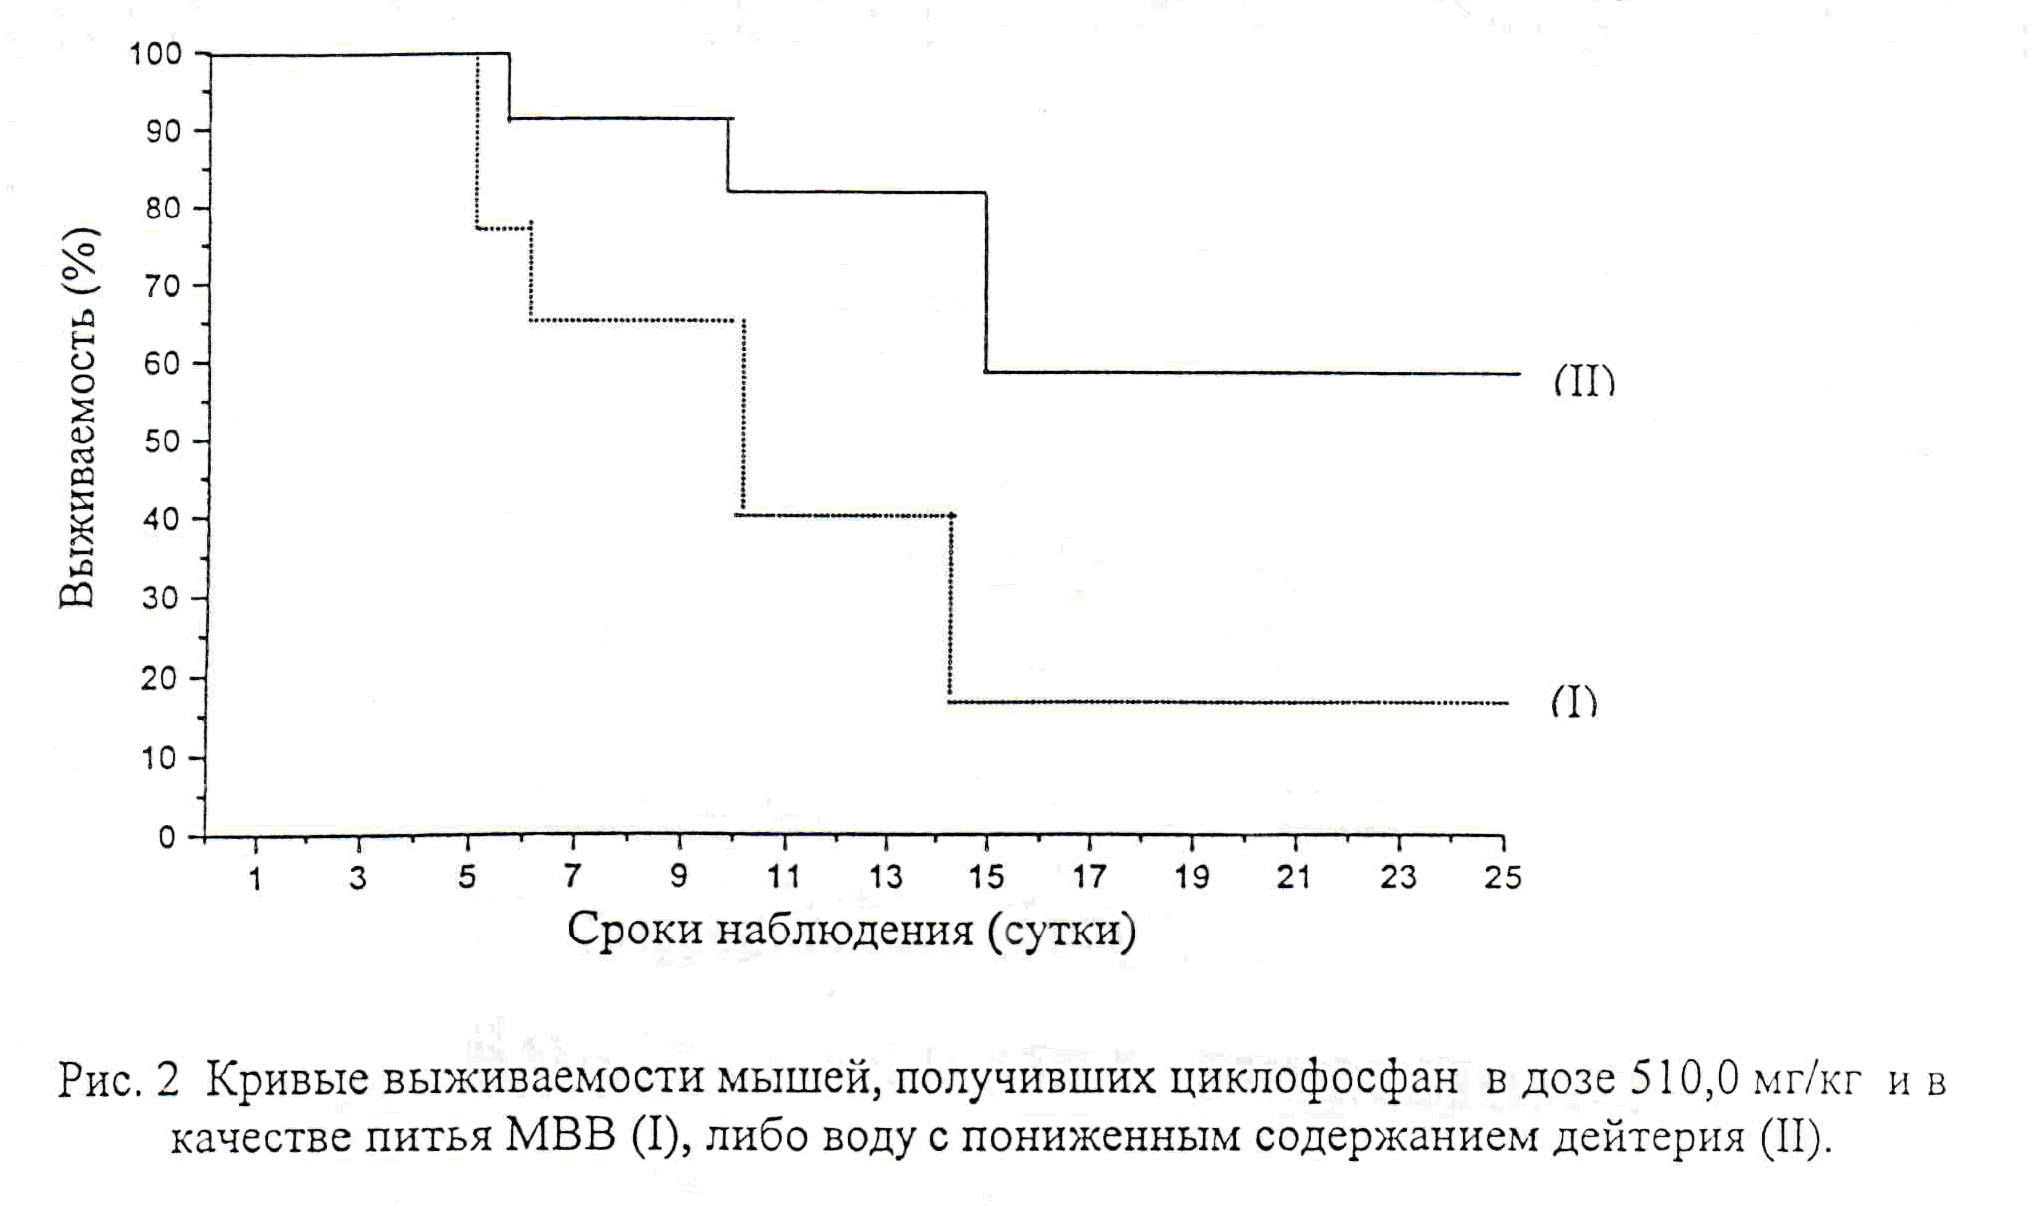 100
90
80
70
60
50
40
30
20
10
0
Выживаемость (%)
(II)
(I)
1 3 5 7 9 11 13 15 17 19 21 23 25
Сроки наблюдения (сутки)
Рис. 2 Кривые выживаемости мышей, получивших циклофосфан в дозе 510,0 мг/кг и в
качестве питья МВВ (I), либо воду с пониженным содержанием дейтерия (II).